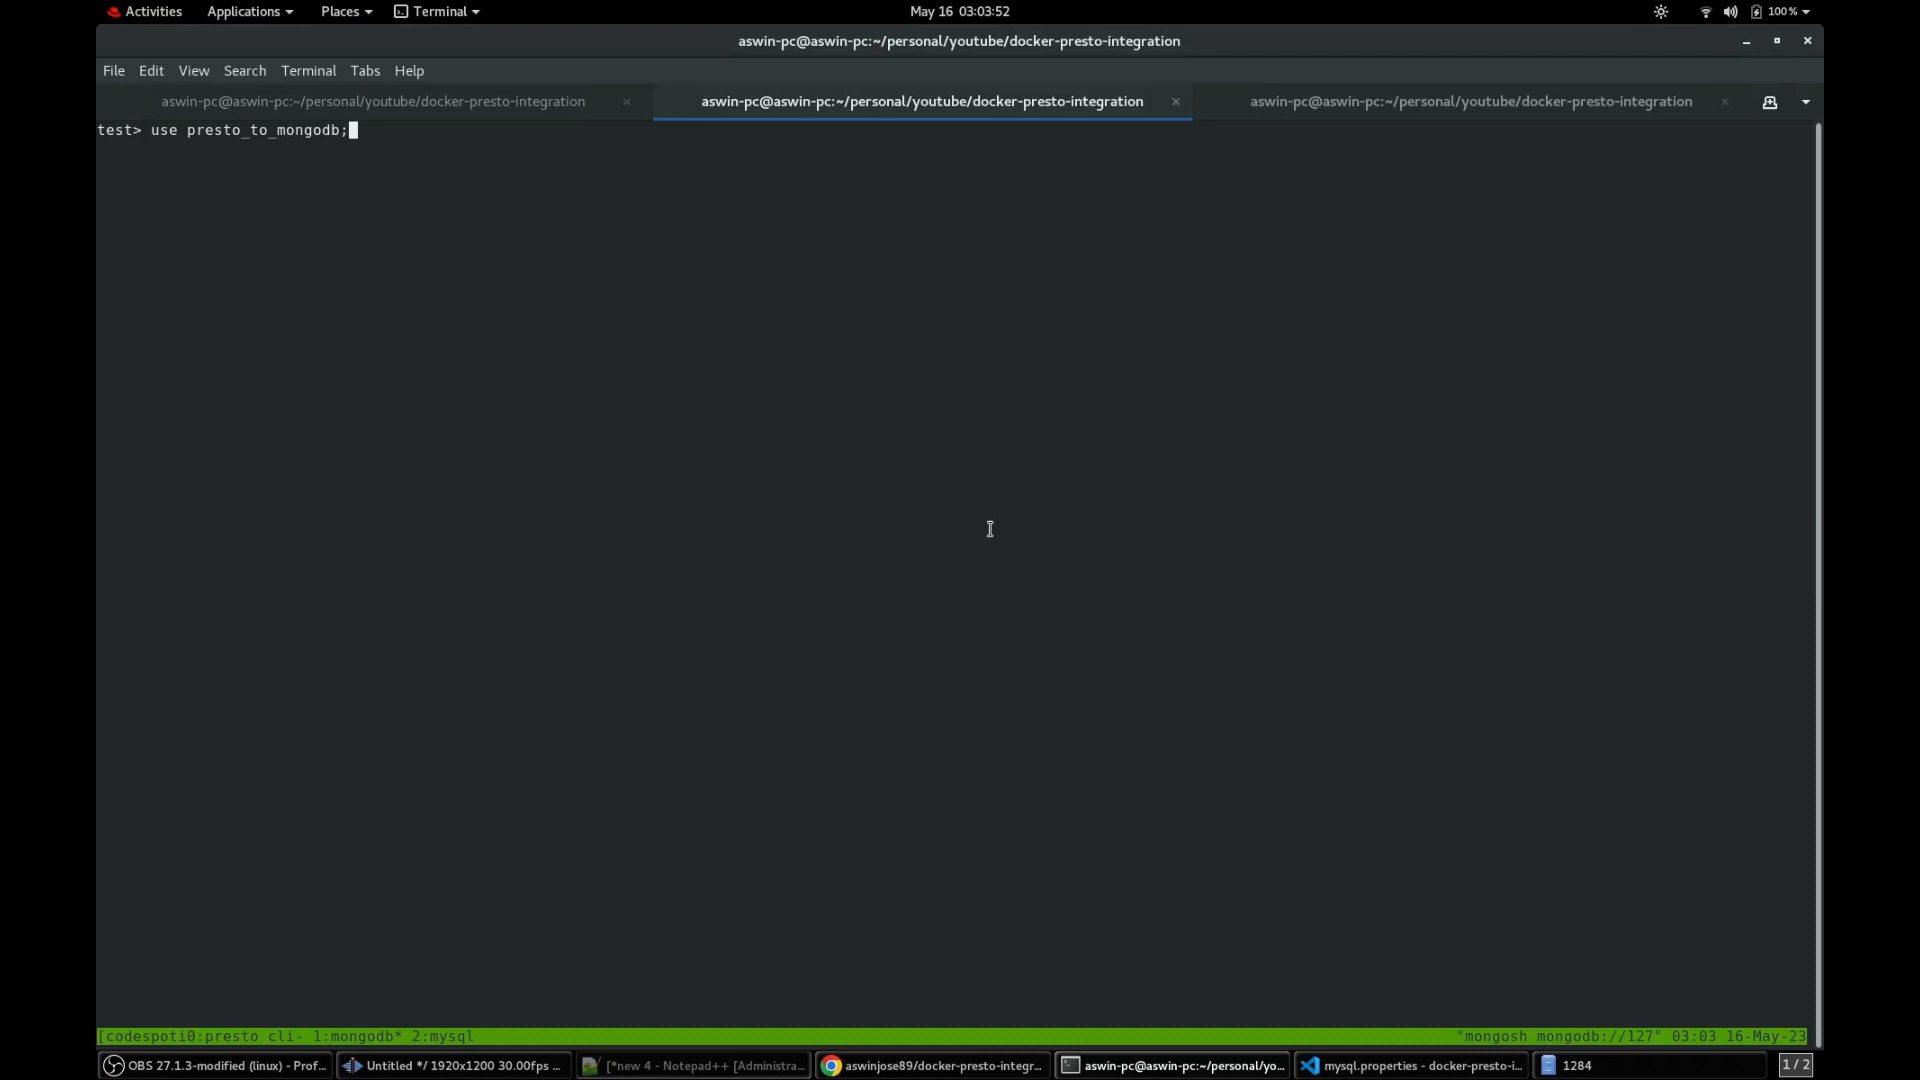 Activities Applications Places Terminal May 16 03:03:52 100%
aswin-pc@aswin-pc:~/personal/youtube/docker-presto-integration
File Edit View Search Terminal Tabs Help
aswin-pc@aswin-pc:~/personal/youtube/docker-presto-integration aswin-pc@aswin-pc:~/personal/youtube/docker-presto-integration aswin-pc@aswin-pc:~/personal/youtube/docker-presto-integration
test> use presto_to_mongodb;
[codespoti0:presto cli- 1:mongodb* 2:mysql "mongosh mongodb://127" 03:03 16-May-23
OBS 27.1.3-modified (linux) - Prof... Untitled */ 1920x1200 30.00fps ... [*new 4 - Notepad++ [Administra... aswinjose89/docker-presto-integr... aswin-pc@aswin-pc:~/personal/yo... mysql.properties - docker-presto-i... 1284 1 / 2